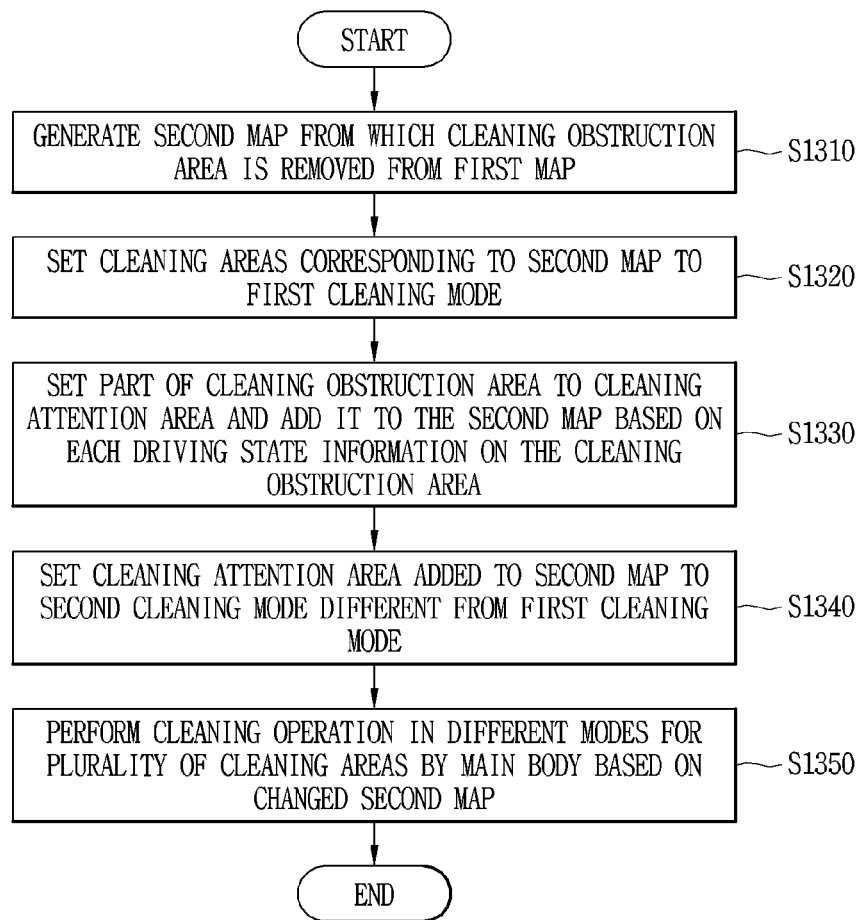 START
GENERATE SECOND MAP FROM WHICH CLEANING OBSTRUCTION
AREA IS REMOVED FROM FIRST MAP
S1310
SET CLEANING AREAS CORRESPONDING TO SECOND MAP TO
FIRST CLEANING MODE
S1320
SET PART OF CLEANING OBSTRUCTION AREA TO CLEANING
ATTENTION AREA AND ADD IT TO THE SECOND MAP BASED ON
EACH DRIVING STATE INFORMATION ON THE CLEANING
OBSTRUCTION AREA
S1330
SET CLEANING ATTENTION AREA ADDED TO SECOND MAP TO
SECOND CLEANING MODE DIFFERENT FROM FIRST CLEANING
MODE
S1340
PERFORM CLEANING OPERATION IN DIFFERENT MODES FOR
PLURALITY OF CLEANING AREAS BY MAIN BODY BASED ON
CHANGED SECOND MAP
S1350
END